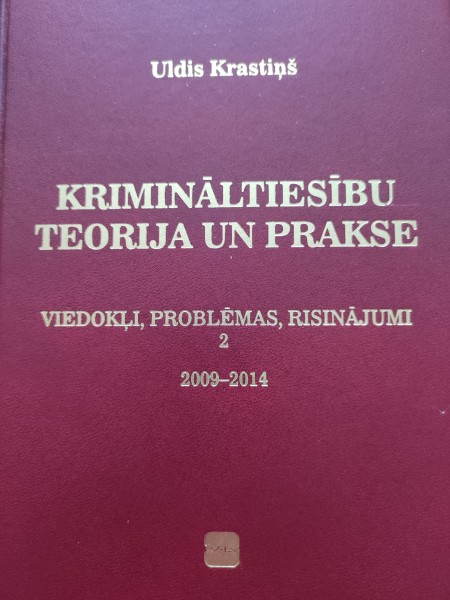 Uldis Krastiņš
KRIMINĀLTIESĪBU
TEORIJA UN PRAKSE
VIEDOKĻI, PROBLĒMAS, RISINĀJUMI
2
2009–2014